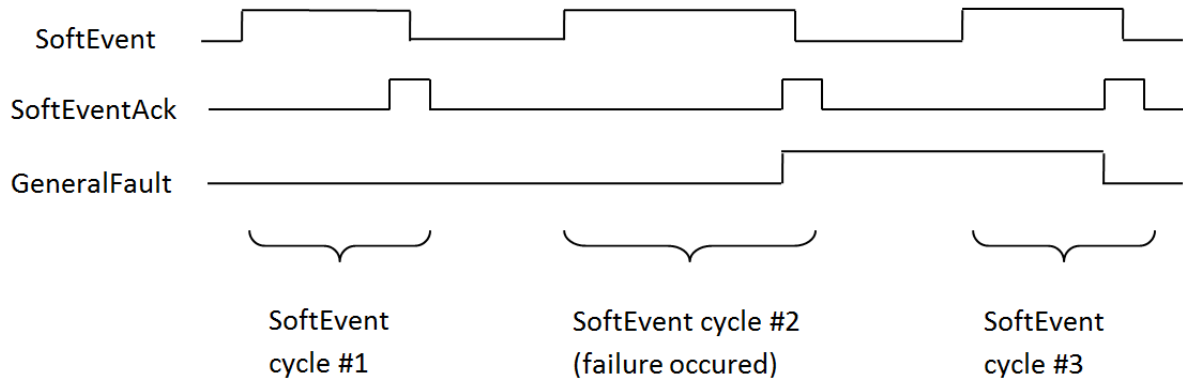 SoftEvent
SoftEventAck
GeneralFault
SoftEvent
cycle #1
SoftEvent cycle #2
(failure occured)
SoftEvent
cycle #3